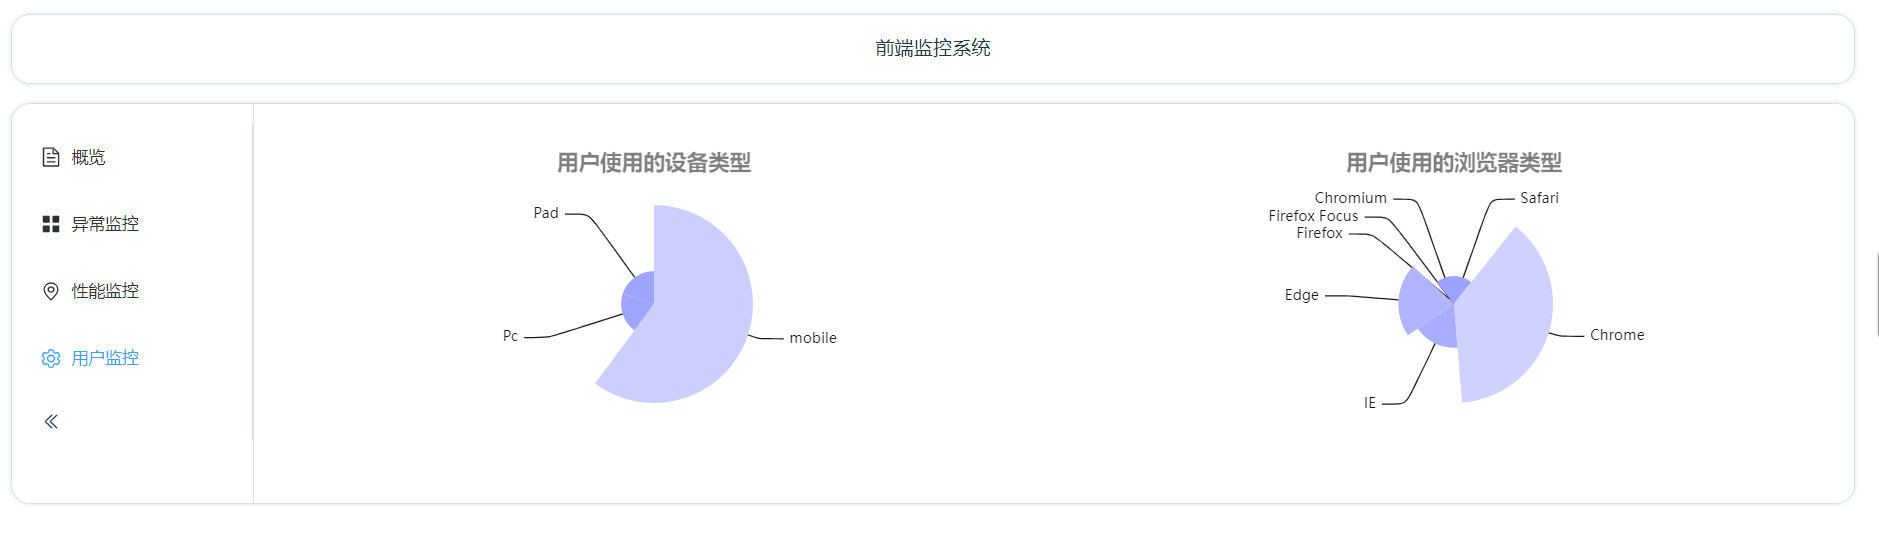 前端监控系统
概览
异常监控
性能监控
用户监控
用户使用的设备类型
Pad
Pc
mobile
用户使用的浏览器类型
Chromium
Safari
Firefox Focus
Firefox
Edge
Chrome
IE